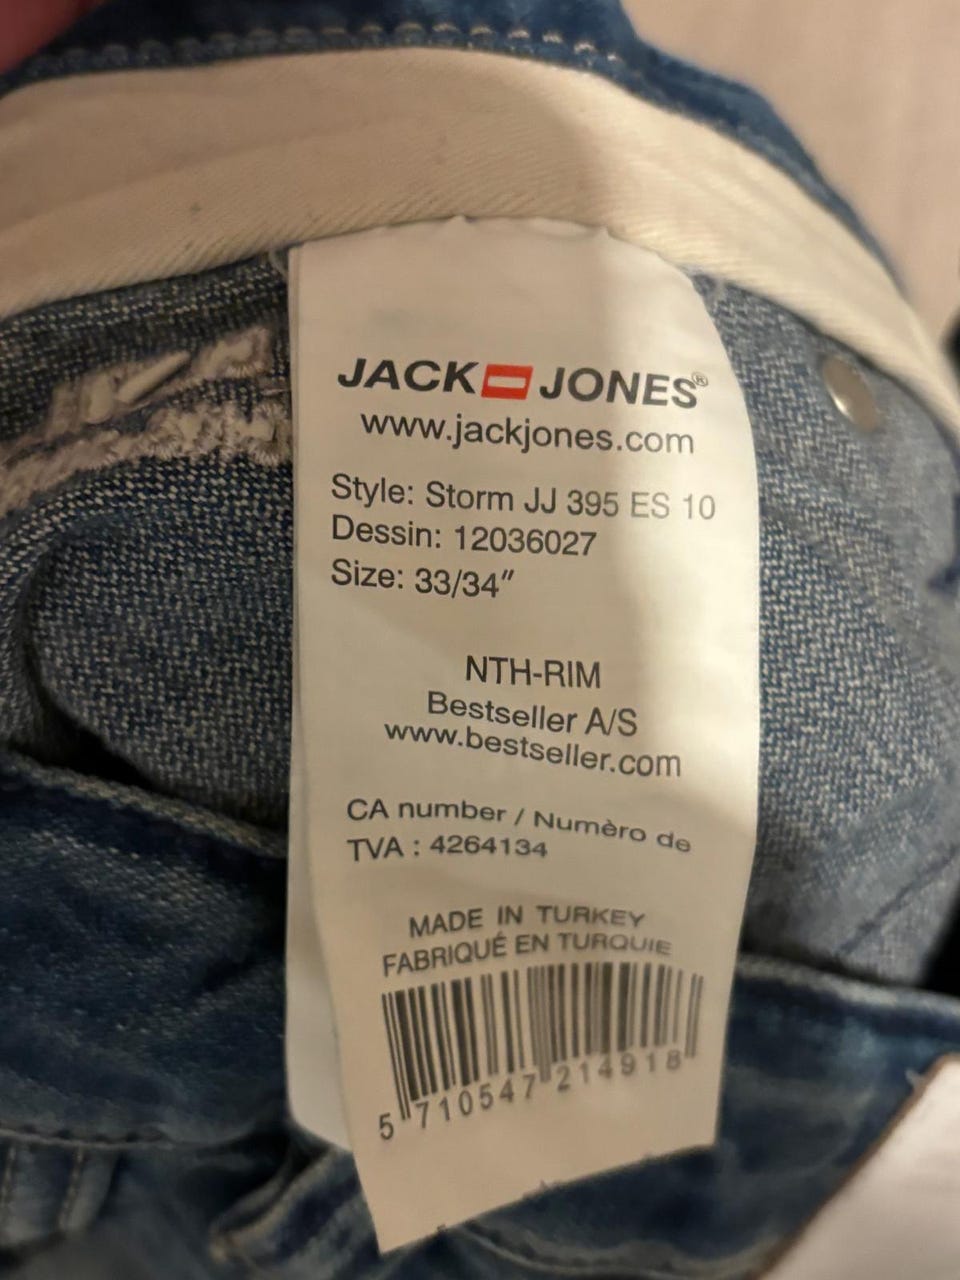 JACK JONES®
www.jackjones.com
Style: Storm JJ 395 ES 10
Dessin: 12036027
Size: 33/34"
NTH-RIM
Bestseller A/S
www.bestseller.com
CA number / Numèro de
TVA : 4264134
MADE IN TURKEY
FABRIQUÉ EN TURQUIE
5 710547 214918